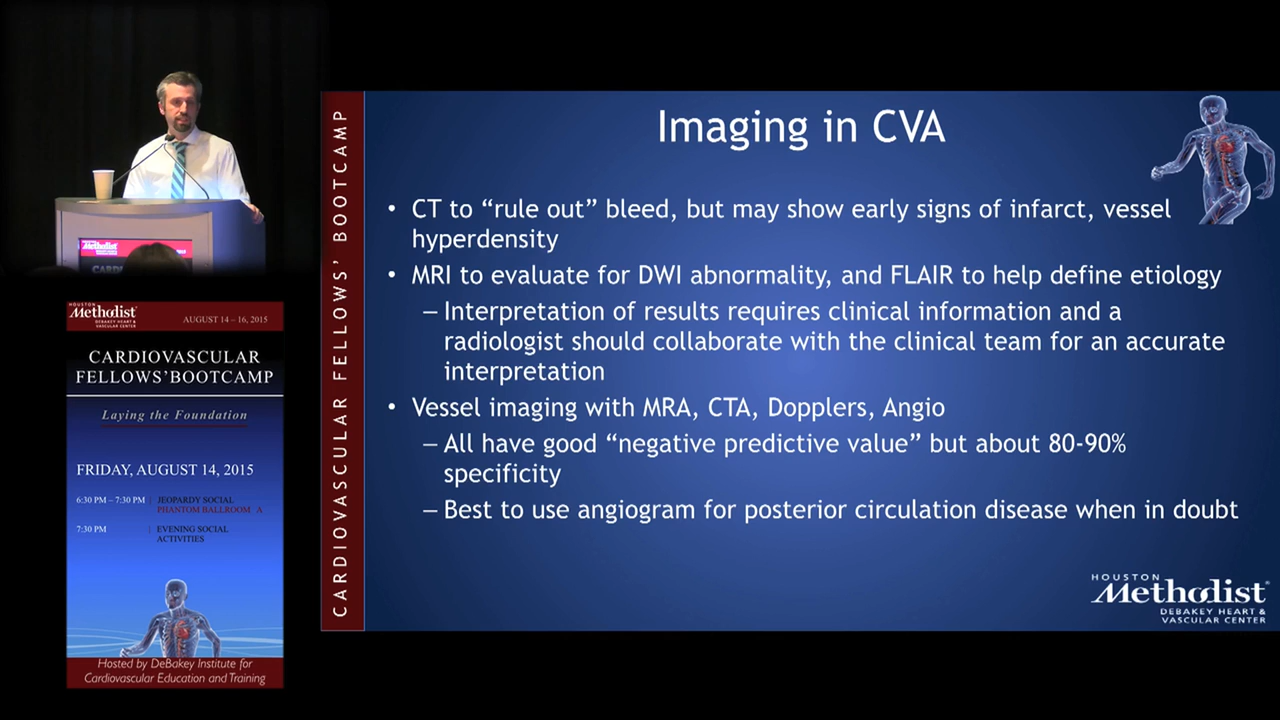 Imaging in CVA
• CT to “rule out” bleed, but may show early signs of infarct, vessel
hyperdensity
• MRI to evaluate for DWI abnormality, and FLAIR to help define etiology
– Interpretation of results requires clinical information and a
radiologist should collaborate with the clinical team for an accurate
interpretation
• Vessel imaging with MRA, CTA, Dopplers, Angio
– All have good “negative predictive value” but about 80-90%
specificity
– Best to use angiogram for posterior circulation disease when in doubt
CARDIOVASCULAR FELLOWS’ BOOTCAMP
HOUSTON
Methodist®
DEBAKEY HEART &
VASCULAR CENTER
Methodist
HOUSTON
Methodist
DEBAKEY HEART &
VASCULAR CENTER
AUGUST 14 – 16, 2015
CARDIOVASCULAR
FELLOWS’BOOTCAMP
Laying the Foundation
FRIDAY, AUGUST 14, 2015
6:30 PM – 7:30 PM | JEOPARDY SOCIAL
PHANTOM BALLROOM A
7:30 PM | EVENING SOCIAL
ACTIVITIES
Hosted by DeBakey Institute for
Cardiovascular Education and Training